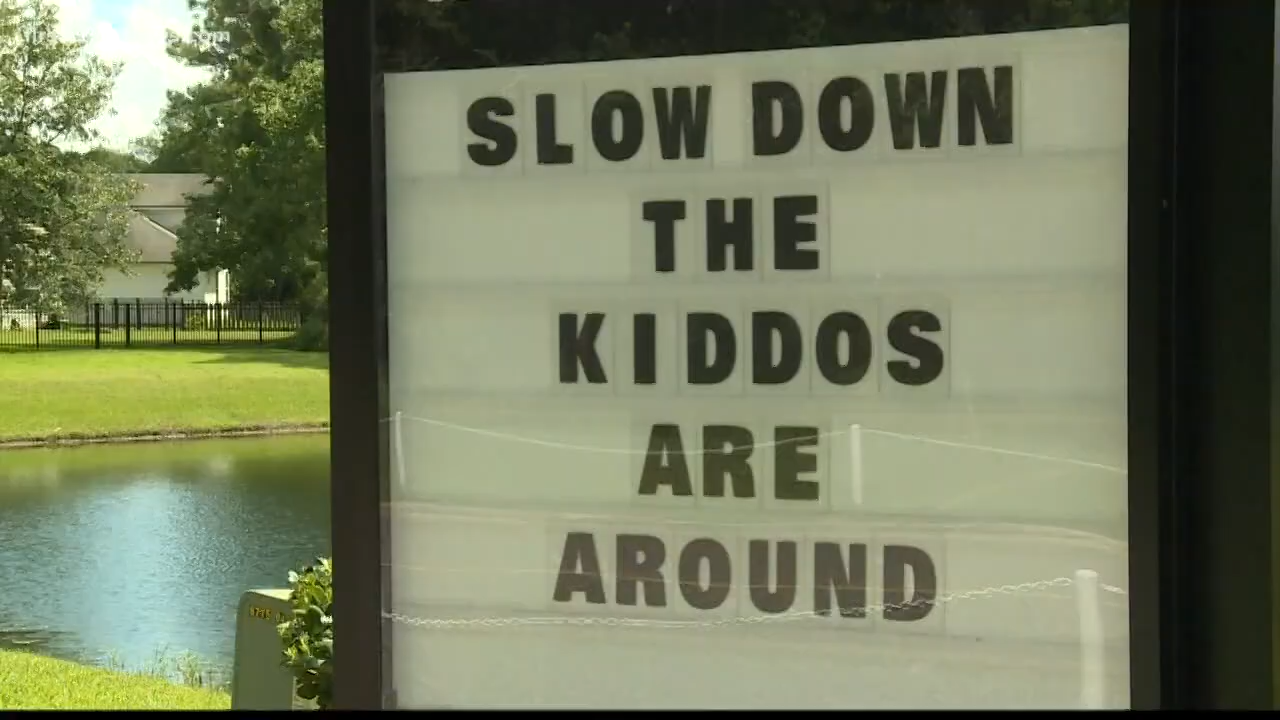 SLOW DOWN
THE
KIDDOS
ARE
AROUND